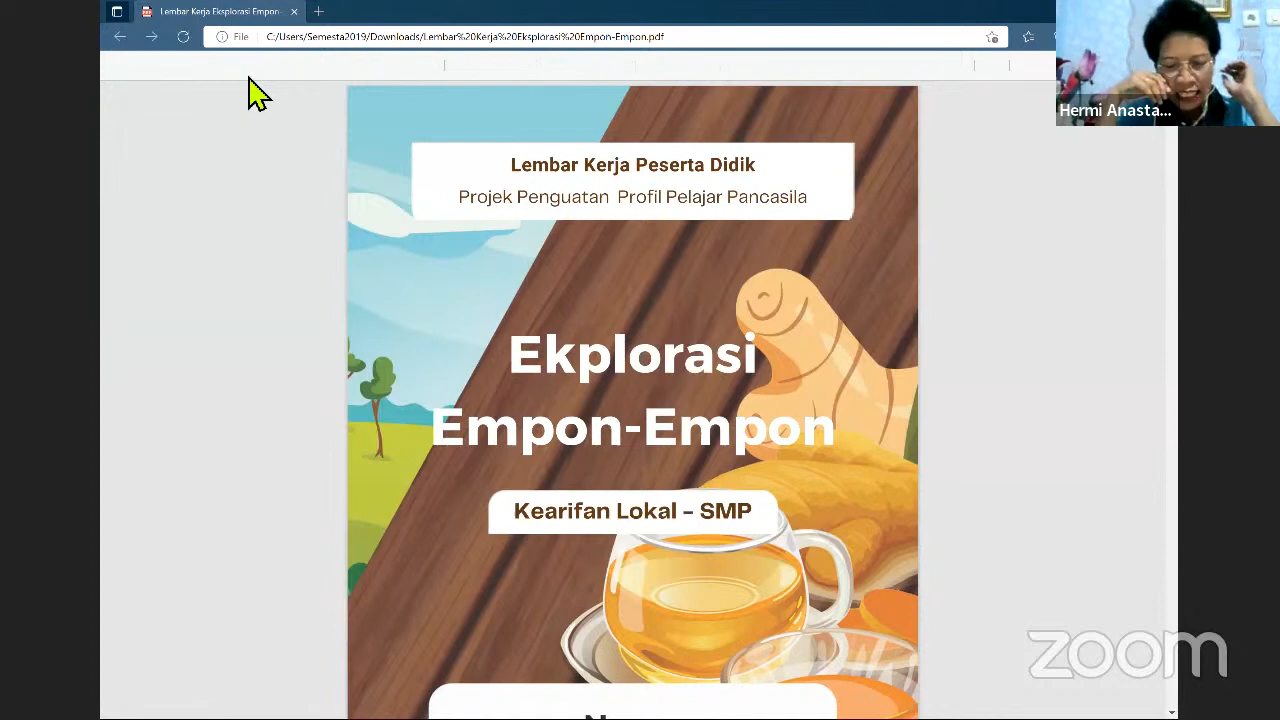 Lembar Kerja Eksplorasi Empon-
File
C:/Users/Semesta2019/Downloads/Lembar%20Kerja%20Eksplorasi%20Empon-Empon.pdf
Hermi Anasta...
Lembar Kerja Peserta Didik
Projek Penguatan Profil Pelajar Pancasila
Ekplorasi
Empon-Empon
Kearifan Lokal - SMP
zoom